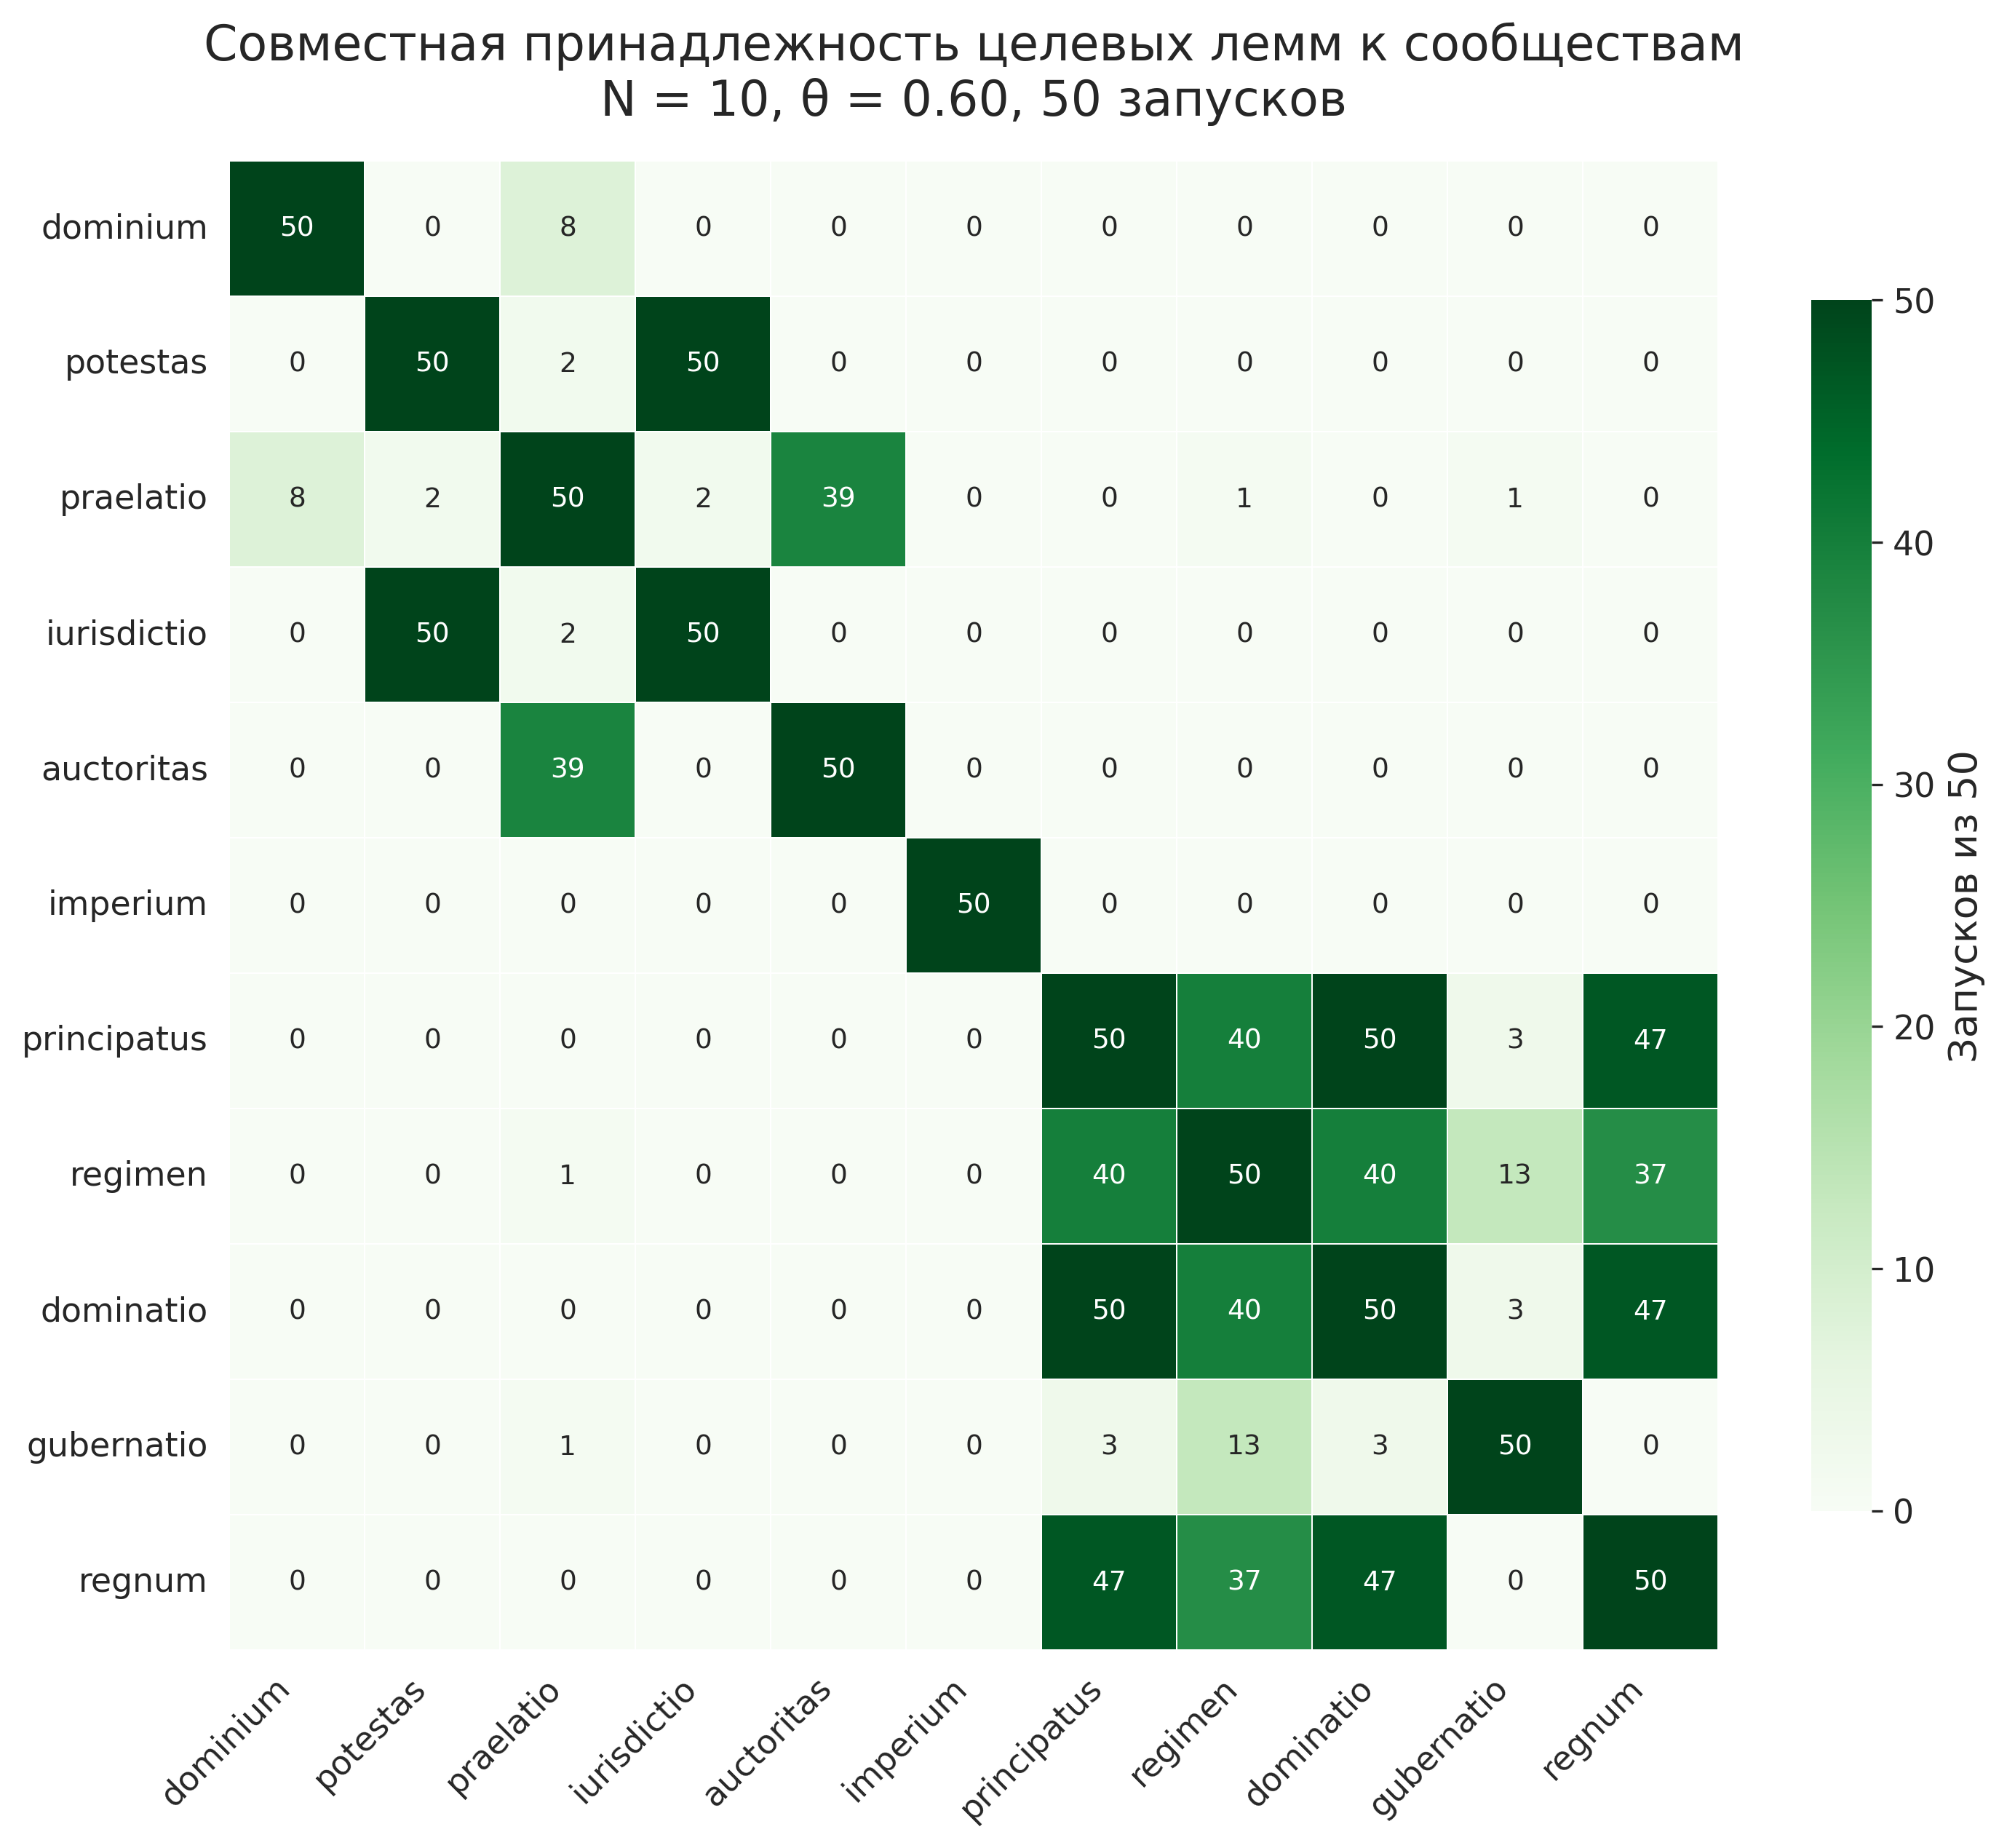 Совместная принадлежность целевых лемм к сообществам
N = 10, θ = 0.60, 50 запусков
dominium 50 0 8 0 0 0 0 0 0 0 0
potestas 0 50 2 50 0 0 0 0 0 0 0
praelatio 8 2 50 2 39 0 0 1 0 1 0
iurisdictio 0 50 2 50 0 0 0 0 0 0 0
auctoritas 0 0 39 0 50 0 0 0 0 0 0
imperium 0 0 0 0 0 50 0 0 0 0 0
principatus 0 0 0 0 0 0 50 40 50 3 47
regimen 0 0 1 0 0 0 40 50 40 13 37
dominatio 0 0 0 0 0 0 50 40 50 3 47
gubernatio 0 0 1 0 0 0 3 13 3 50 0
regnum 0 0 0 0 0 0 47 37 47 0 50
dominium potestas praelatio iurisdictio auctoritas imperium principatus regimen dominatio gubernatio regnum
50
40
30
20
10
0
Запусков из 50